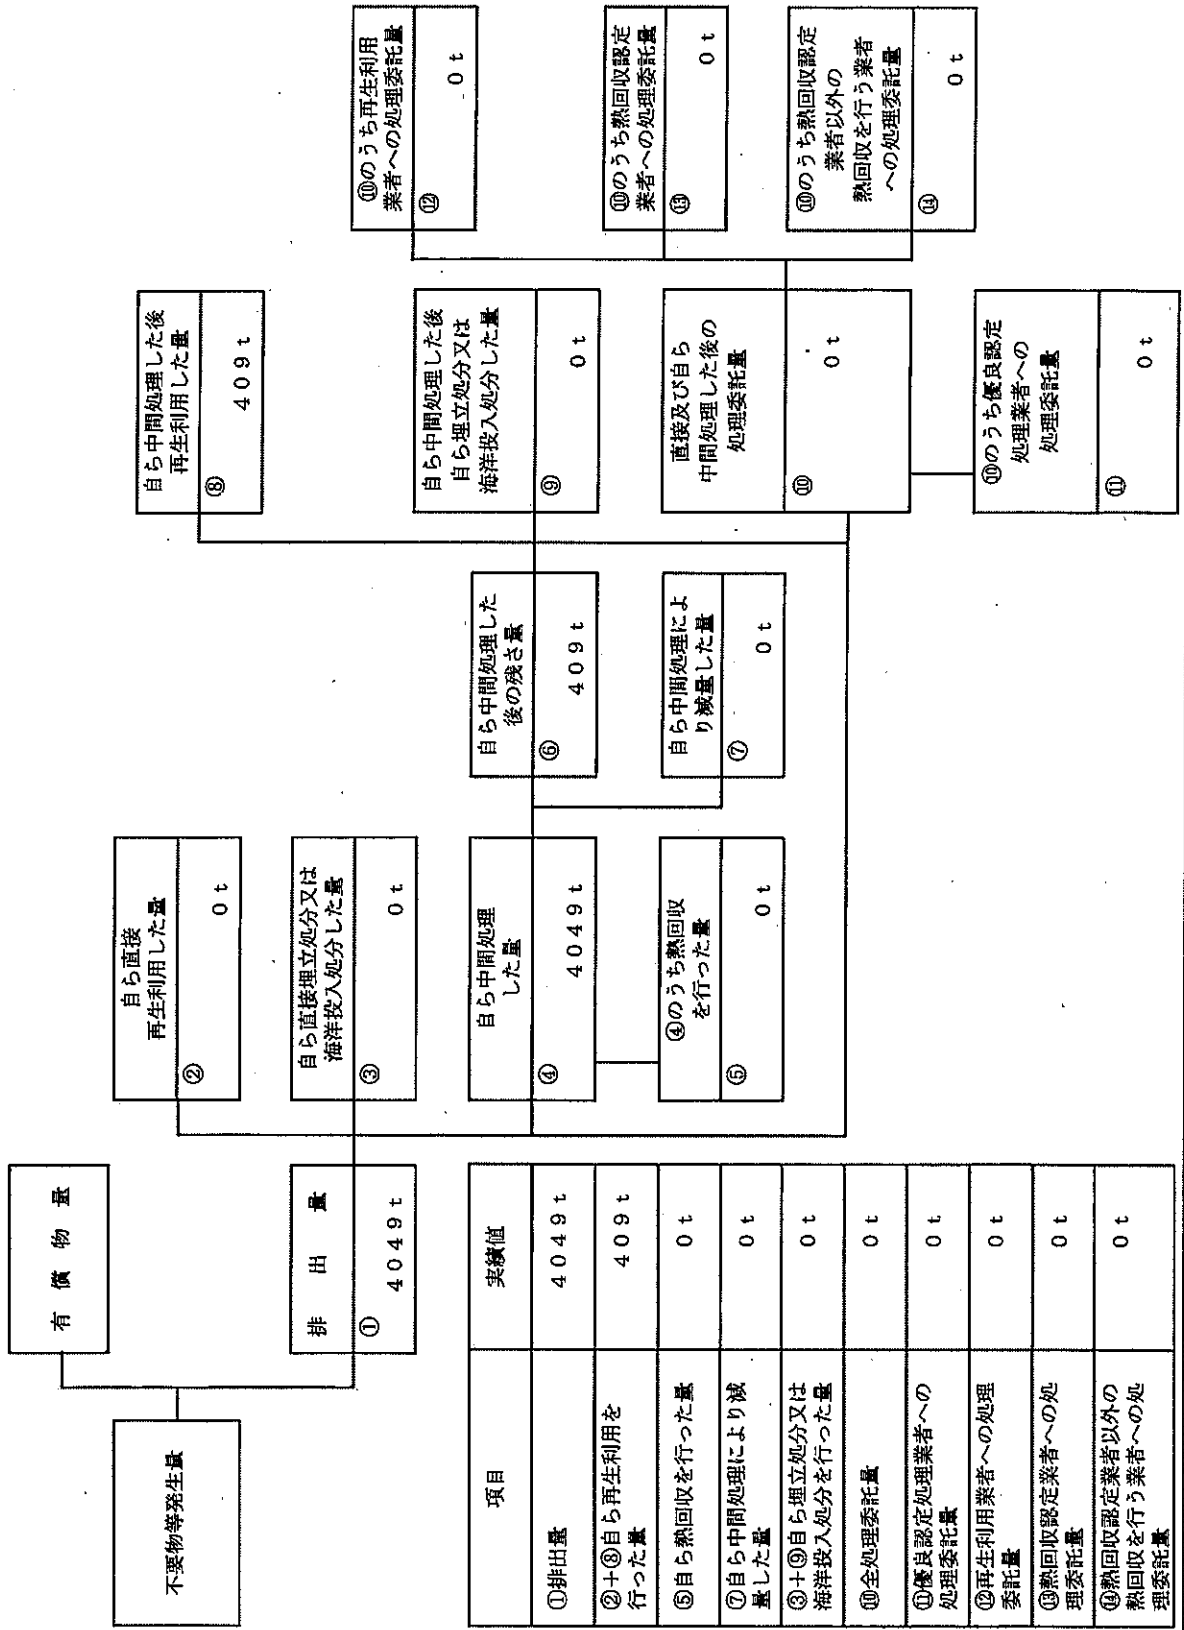 不要物等発生量
有償物量
排出量
① 4049t
自ら直接
再生利用した量
② 0t
自ら直接埋立処分又は
海洋投入処分した量
③ 0t
自ら中間処理
した量
④ 4049t
④のうち熱回収
を行った量
⑤ 0t
自ら中間処理した
後の残さ量
⑥ 409t
自ら中間処理によ
り減量した量
⑦ 0t
自ら中間処理した後
再生利用した量
⑧ 409t
自ら中間処理した後
自ら埋立処分又は
海洋投入処分した量
⑨ 0t
直接及び自ら
中間処理した後の
処理委託量
⑩ 0t
⑩のうち優良認定
処理業者への
処理委託量
⑪ 0t
⑩のうち再生利用
業者への処理委託量
⑫ 0t
⑩のうち熱回収認定
業者への処理委託量
⑬ 0t
⑩のうち熱回収認定
業者以外の
熱回収を行う業者
への処理委託量
⑭ 0t
項目 実績値
①排出量 4049t
②+⑧自ら再生利用を
行った量 409t
⑤自ら熱回収を行った量 0t
⑦自ら中間処理により減
量した量 0t
③+⑨自ら埋立処分又は
海洋投入処分を行った量 0t
⑩全処理委託量 0t
⑪優良認定処理業者への
処理委託量 0t
⑫再生利用業者への処理
委託量 0t
⑬熱回収認定業者への処
理委託量 0t
⑭熱回収認定業者以外の
熱回収を行う業者への処
理委託量 0t